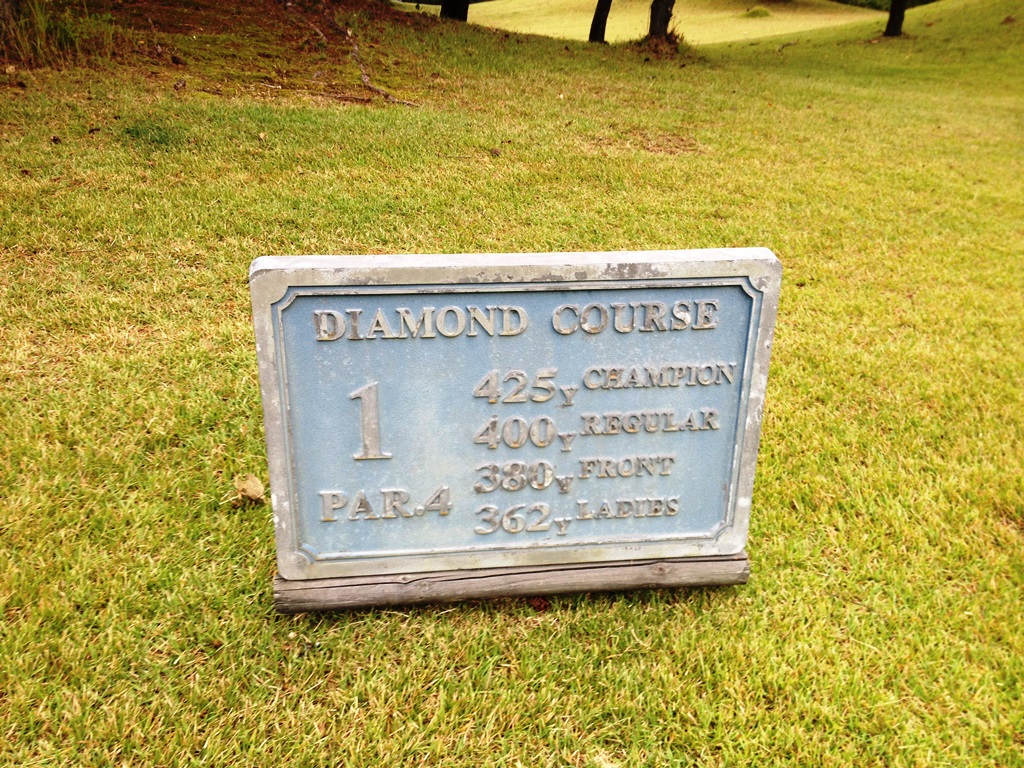 DIAMOND COURSE
1
PAR.4
425Y CHAMPION
400Y REGULAR
380Y FRONT
362Y LADIES